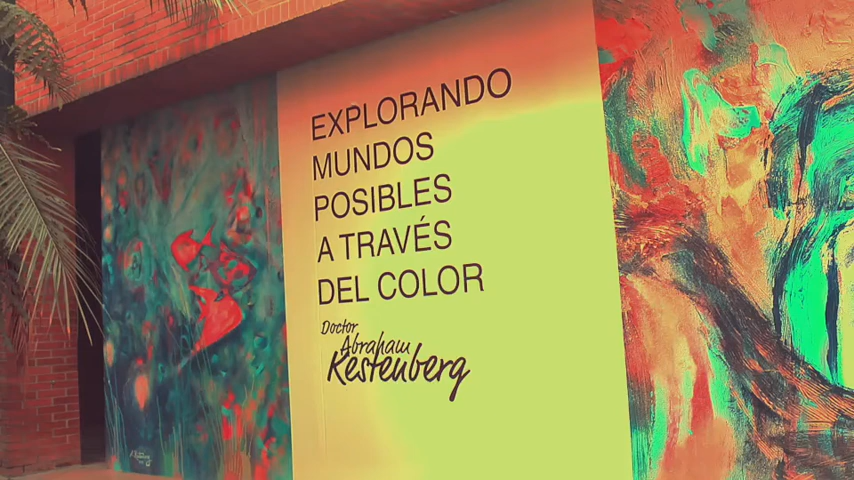 EXPLORANDO
MUNDOS
POSIBLES
A TRAVÉS
DEL COLOR
Doctor
Abraham
Kestenberg